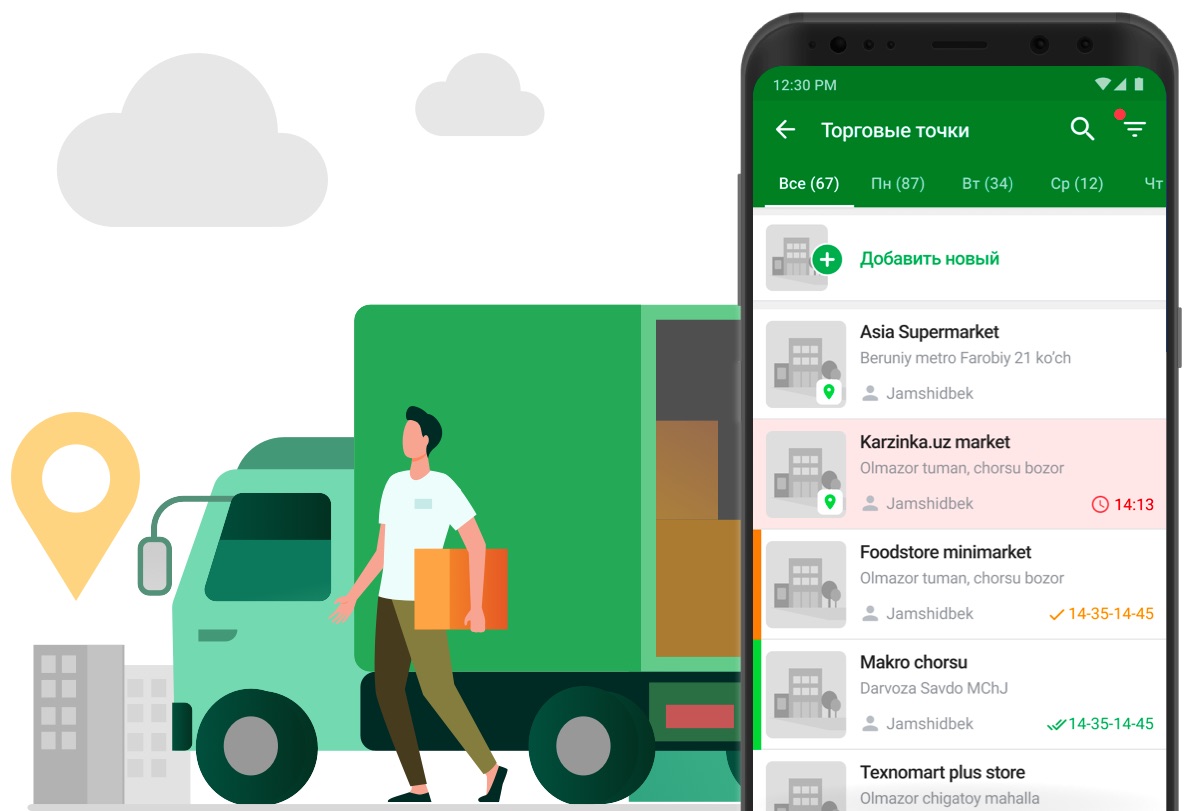 12:30 PM
Торговые точки
Все (67) Пн (87) Вт (34) Ср (12) Чт
Добавить новый
Asia Supermarket
Beruniy metro Farobiy 21 ko'ch
Jamshidbek
Karzinka.uz market
Olmazor tuman, chorsu bozor
Jamshidbek 14:13
Foodstore minimarket
Olmazor tuman, chorsu bozor
Jamshidbek 14-35-14-45
Makro chorsu
Darvoza Savdo MChJ
Jamshidbek 14-35-14-45
Texnomart plus store
Olmazor chigatoy mahalla